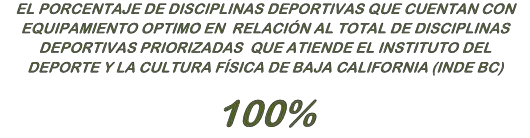 EL PORCENTAJE DE DISCIPLINAS DEPORTIVAS QUE CUENTAN CON
EQUIPAMIENTO OPTIMO EN RELACIÓN AL TOTAL DE DISCIPLINAS
DEPORTIVAS PRIORIZADAS QUE ATIENDE EL INSTITUTO DEL
DEPORTE Y LA CULTURA FÍSICA DE BAJA CALIFORNIA (INDE BC)
100%